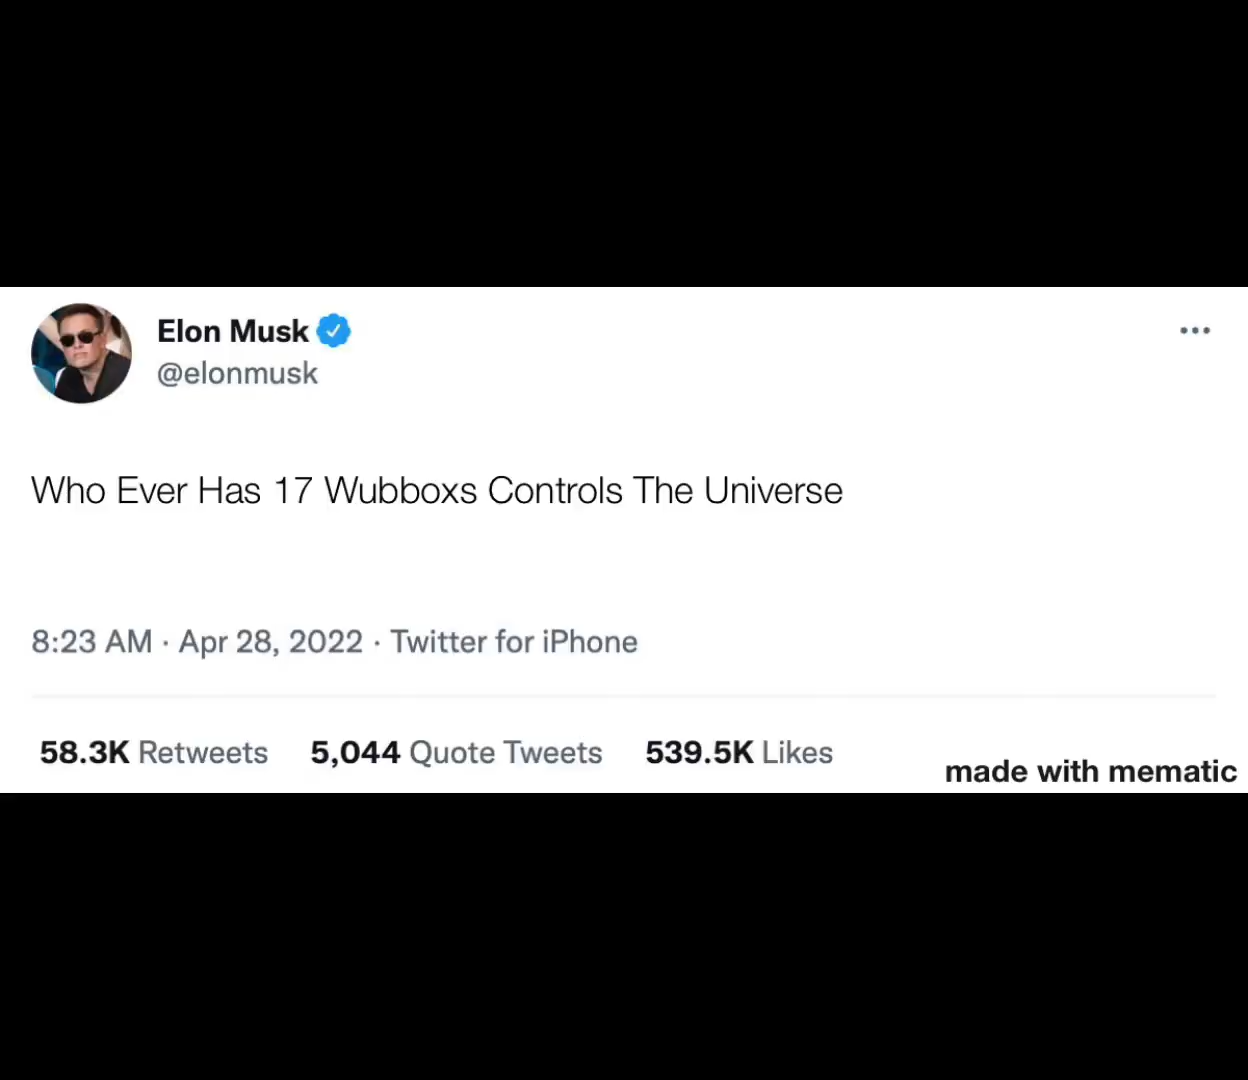 Elon Musk
@elonmusk
Who Ever Has 17 Wubboxs Controls The Universe
8:23 AM · Apr 28, 2022 · Twitter for iPhone
58.3K Retweets 5,044 Quote Tweets 539.5K Likes
made with mematic